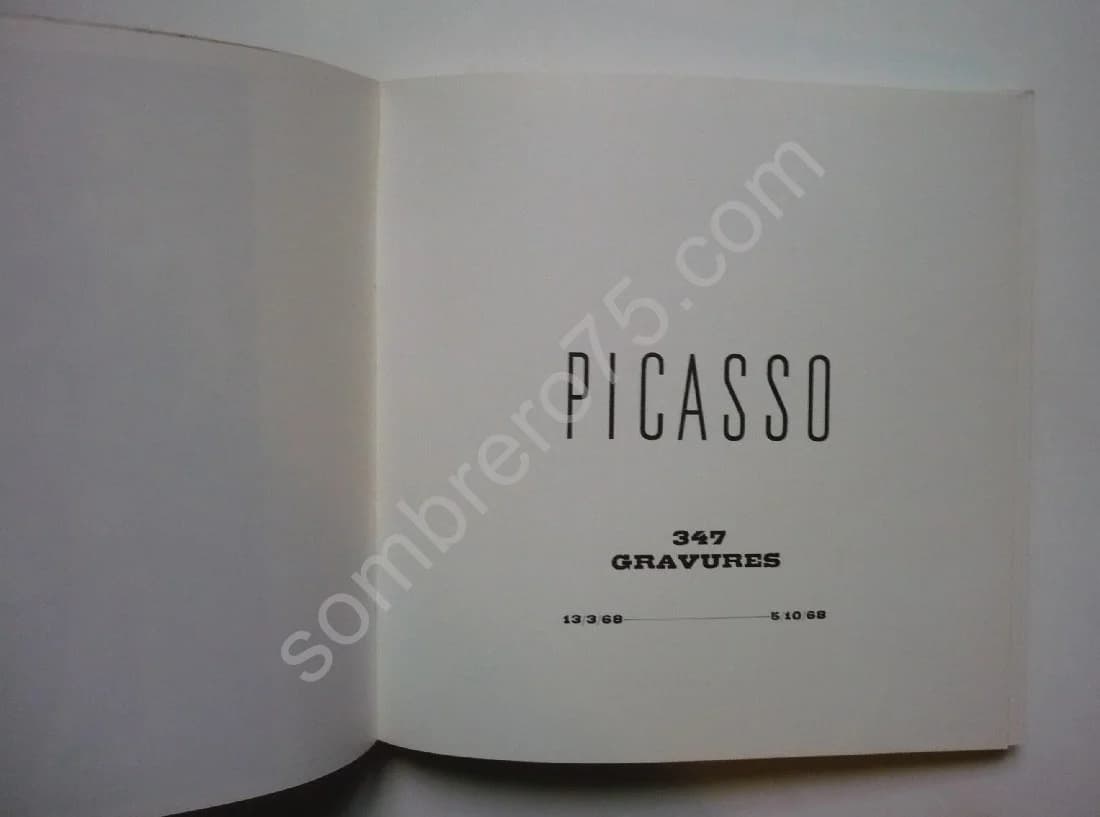 PICASSO
347
GRAVURES
13/3/68 5/10/68
sombrero75.com